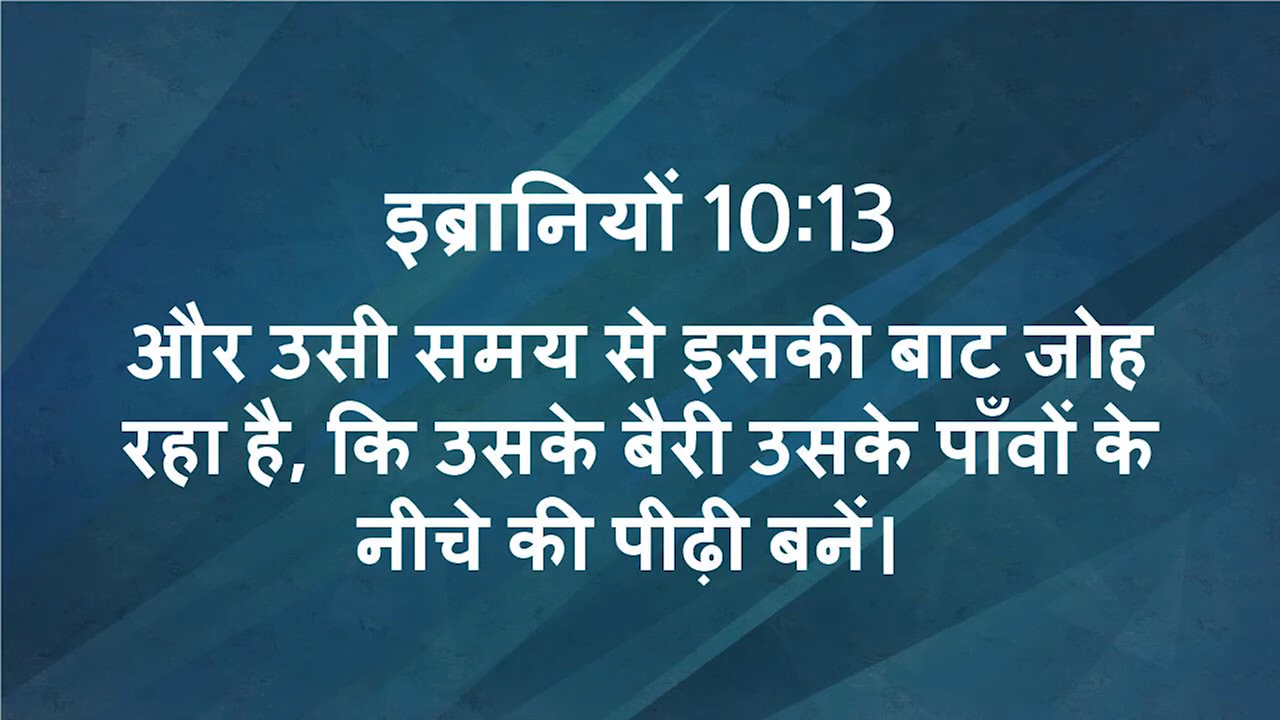 इब्रानियों 10:13
और उसी समय से इसकी बाट जोह
रहा है, कि उसके बैरी उसके पाँवों के
नीचे की पीढ़ी बनें।